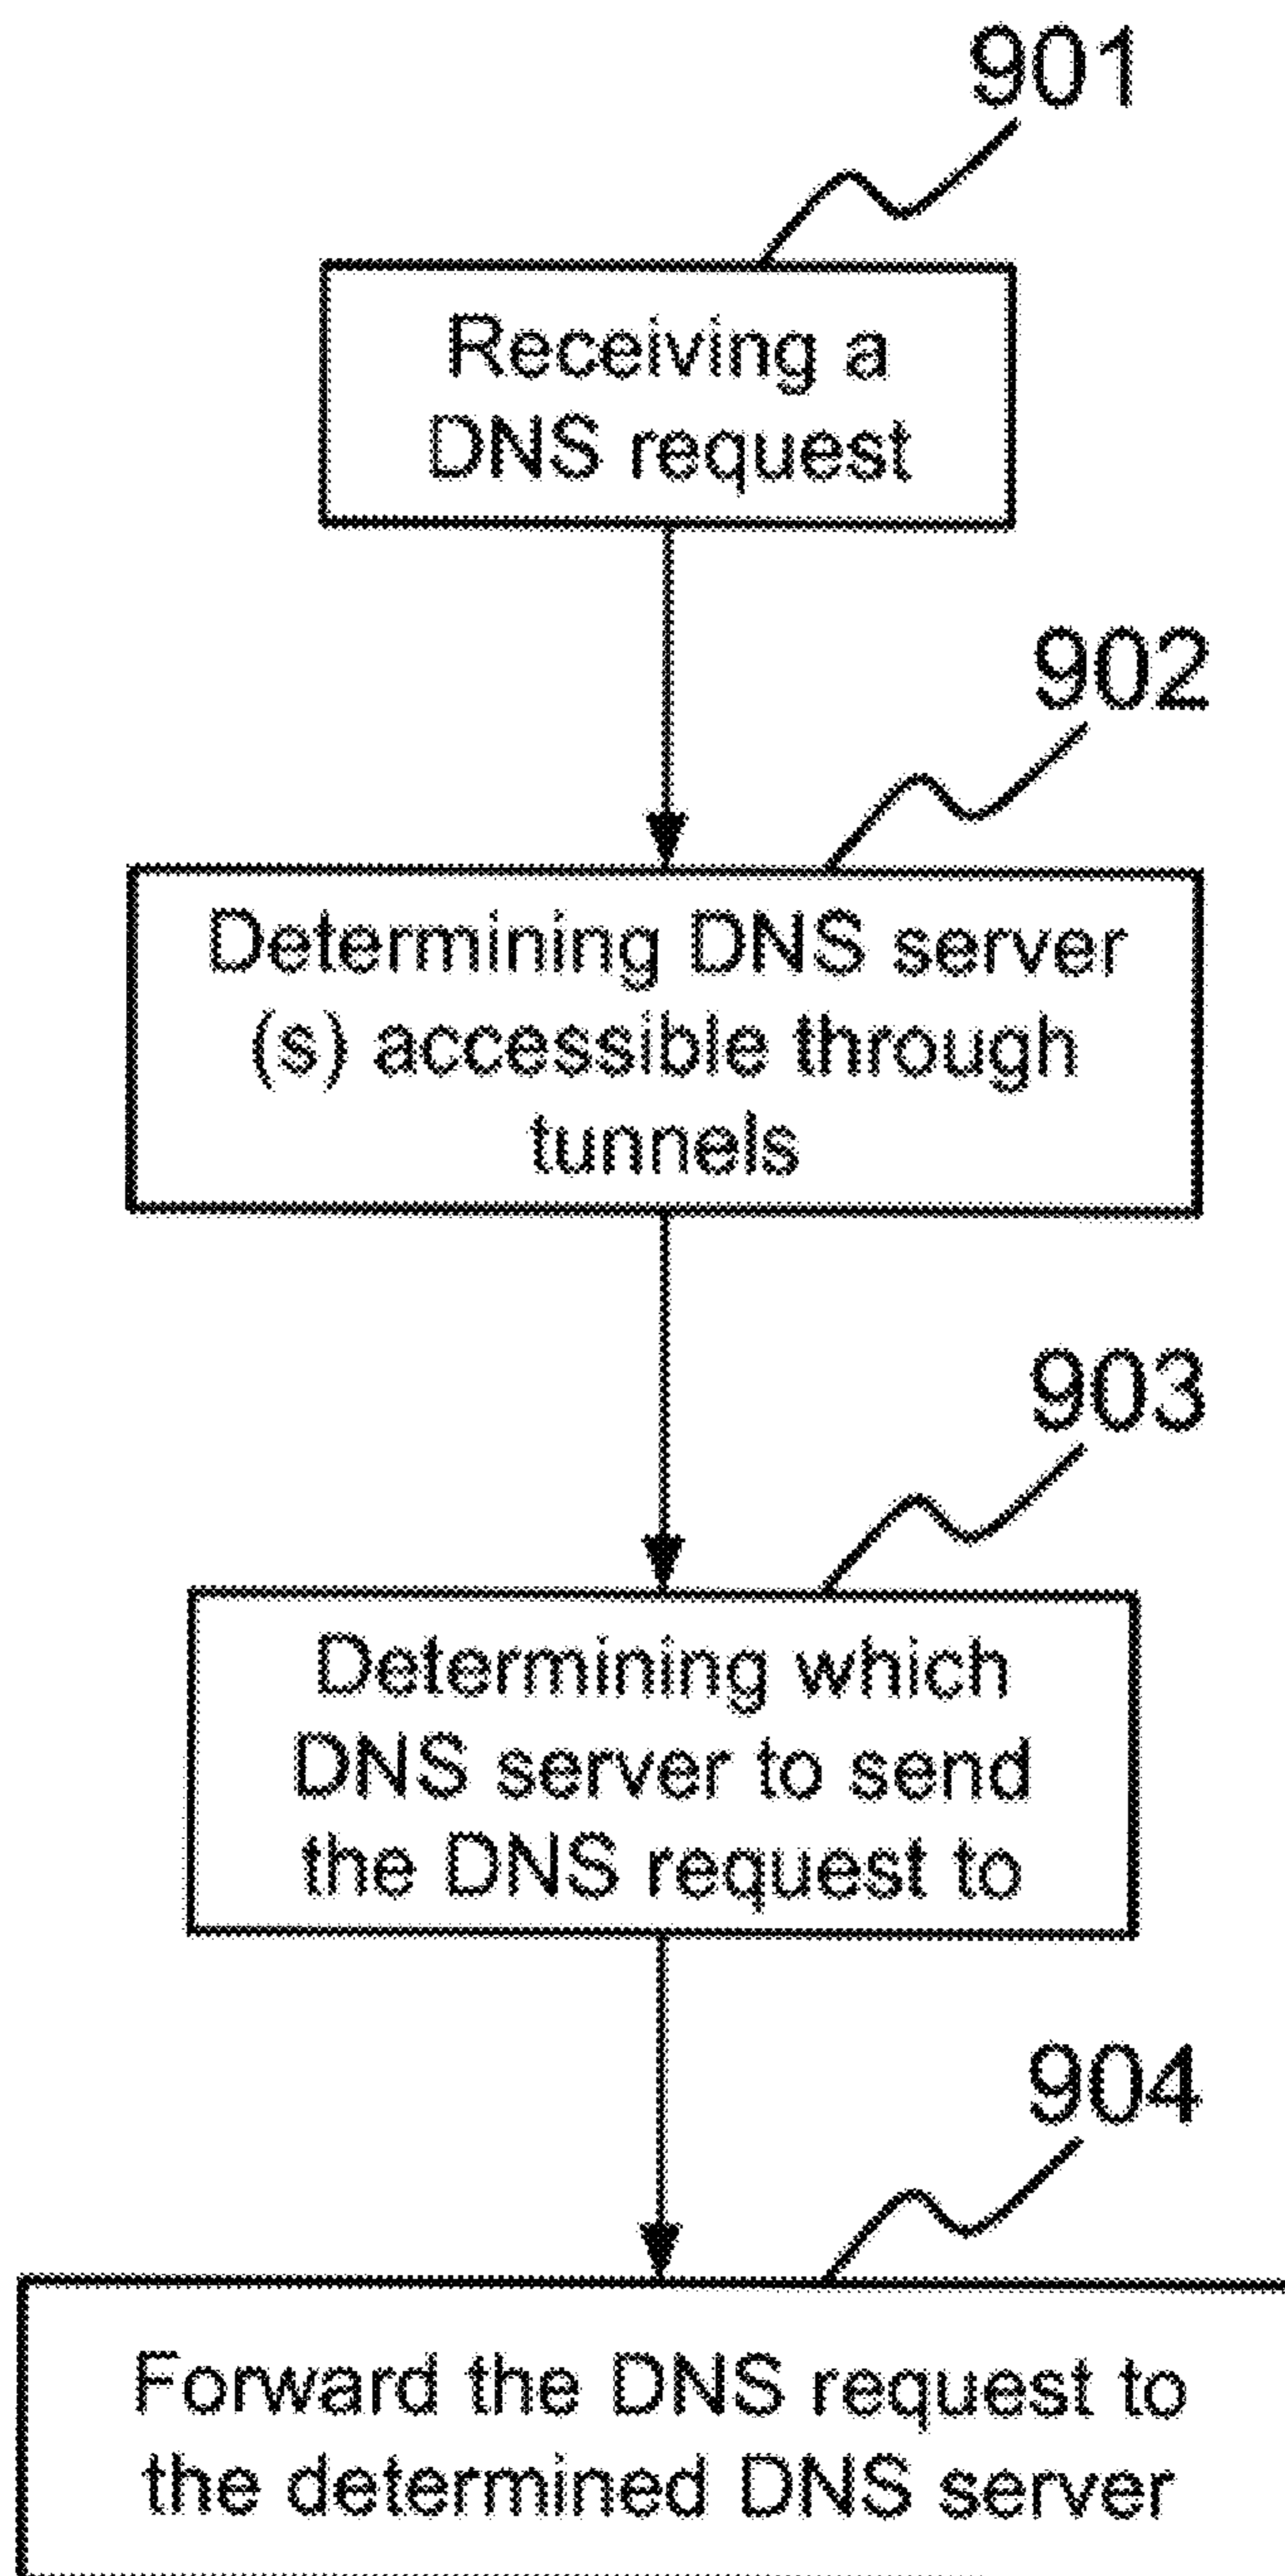 901
Receiving a
DNS request
902
Determining DNS server
(s) accessible through
tunnels
903
Determining which
DNS server to send
the DNS request to
904
Forward the DNS request to
the determined DNS server